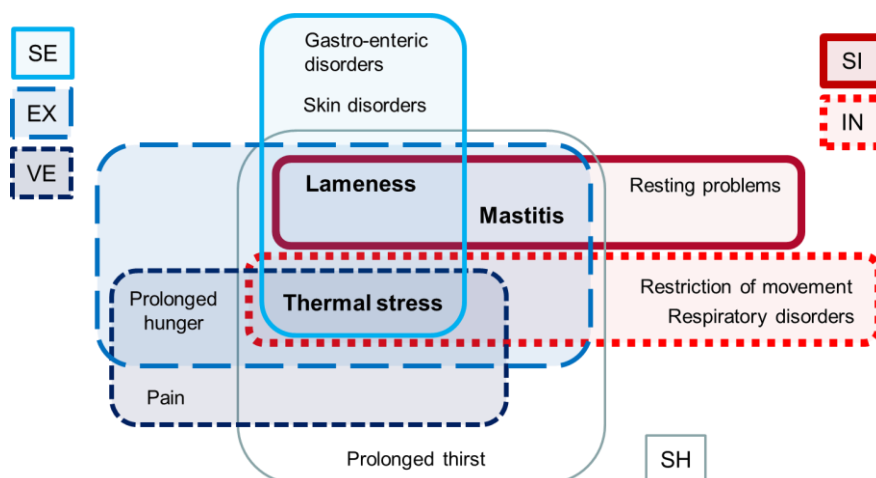 SE
EX
VE
Gastro-enteric
disorders
Skin disorders
SI
IN
Lameness
Mastitis
Resting problems
Prolonged
hunger
Thermal stress
Restriction of movement
Respiratory disorders
Pain
Prolonged thirst
SH